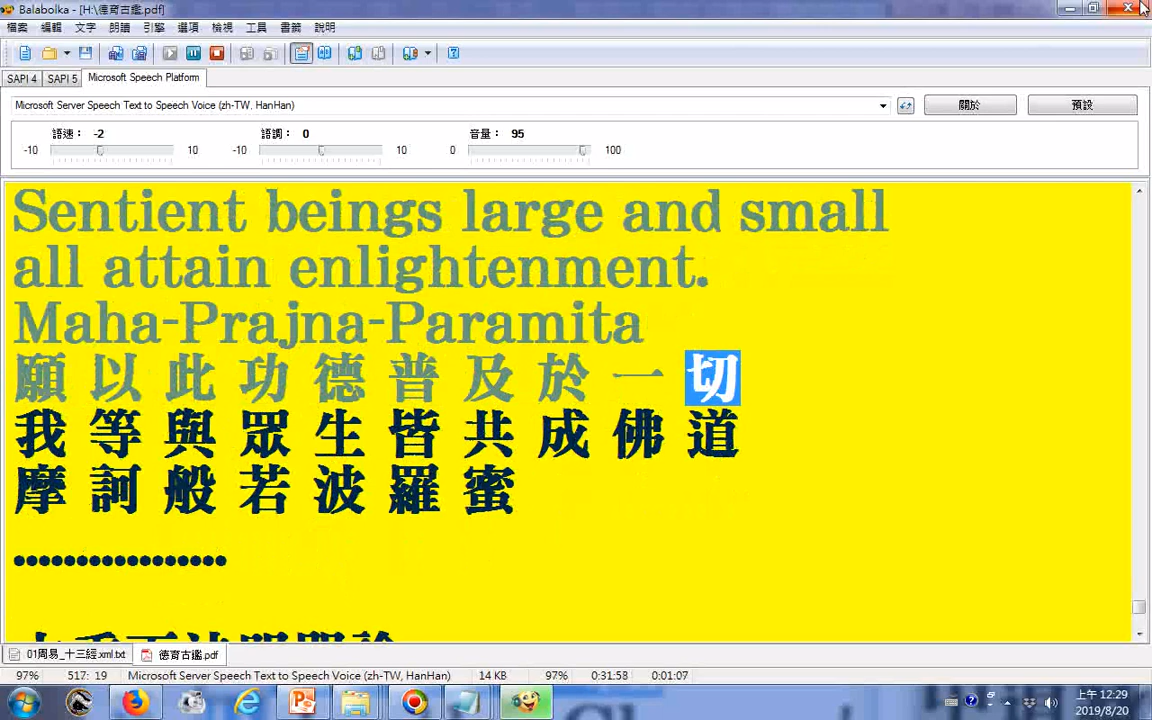 Balabolka - [H:\德育古鑑.pdf]
檔案 編輯 文字 朗讀 引擎 選項 檢視 工具 書籤 說明
SAPI 4 SAPI 5 Microsoft Speech Platform
Microsoft Server Speech Text to Speech Voice (zh-TW, HanHan) 關於 預設
語速： -2 語調： 0 音量： 95
-10 10 -10 10 0 100
Sentient beings large and small
all attain enlightenment.
Maha-Prajna-Paramita
願以此功德普及於一切
我等與眾生皆共成佛道
摩訶般若波羅蜜
••••••••••••••••••
01周易_十三經.xml.txt 德育古鑑.pdf
97% 517: 19 Microsoft Server Speech Text to Speech Voice (zh-TW, HanHan) 14 KB 97% 0:31:58 0:01:07
上午 12:29
2019/8/20